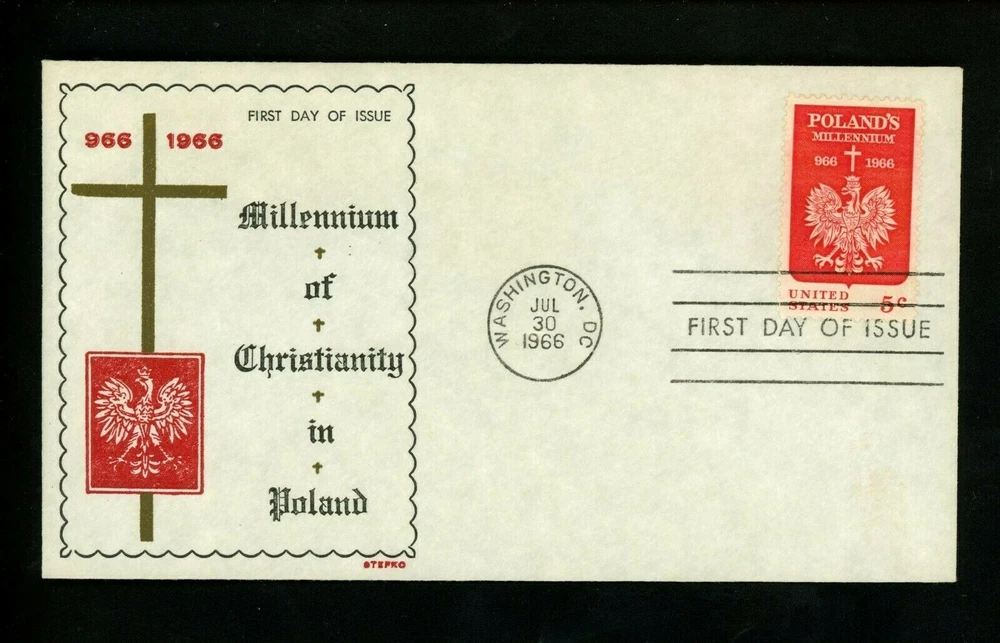 FIRST DAY OF ISSUE
966 1966
Millennium
of
Christianity
in
Poland
STEFKO
WASHINGTON, DC
JUL
30
1966
POLAND'S
MILLENNIUM
966 1966
UNITED
STATES 5c
FIRST DAY OF ISSUE